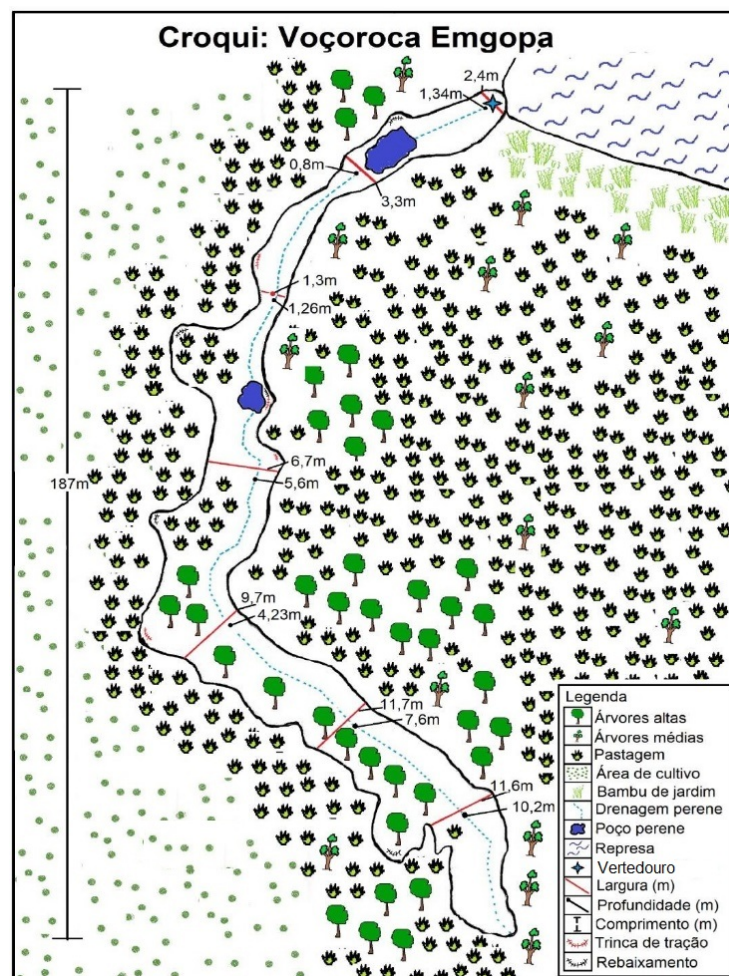 Croqui: Voçoroca Emgopa
2,4m
1,34m
0,8m
3,3m
1,3m
1,26m
6,7m
5,6m
187m
9,7m
4,23m
11,7m
7,6m
11,6m
10,2m
Legenda
Árvores altas
Árvores médias
Pastagem
Área de cultivo
Bambu de jardim
Drenagem perene
Poço perene
Represa
Vertedouro
Largura (m)
Profundidade (m)
Comprimento (m)
Trinca de tração
Rebaixamento